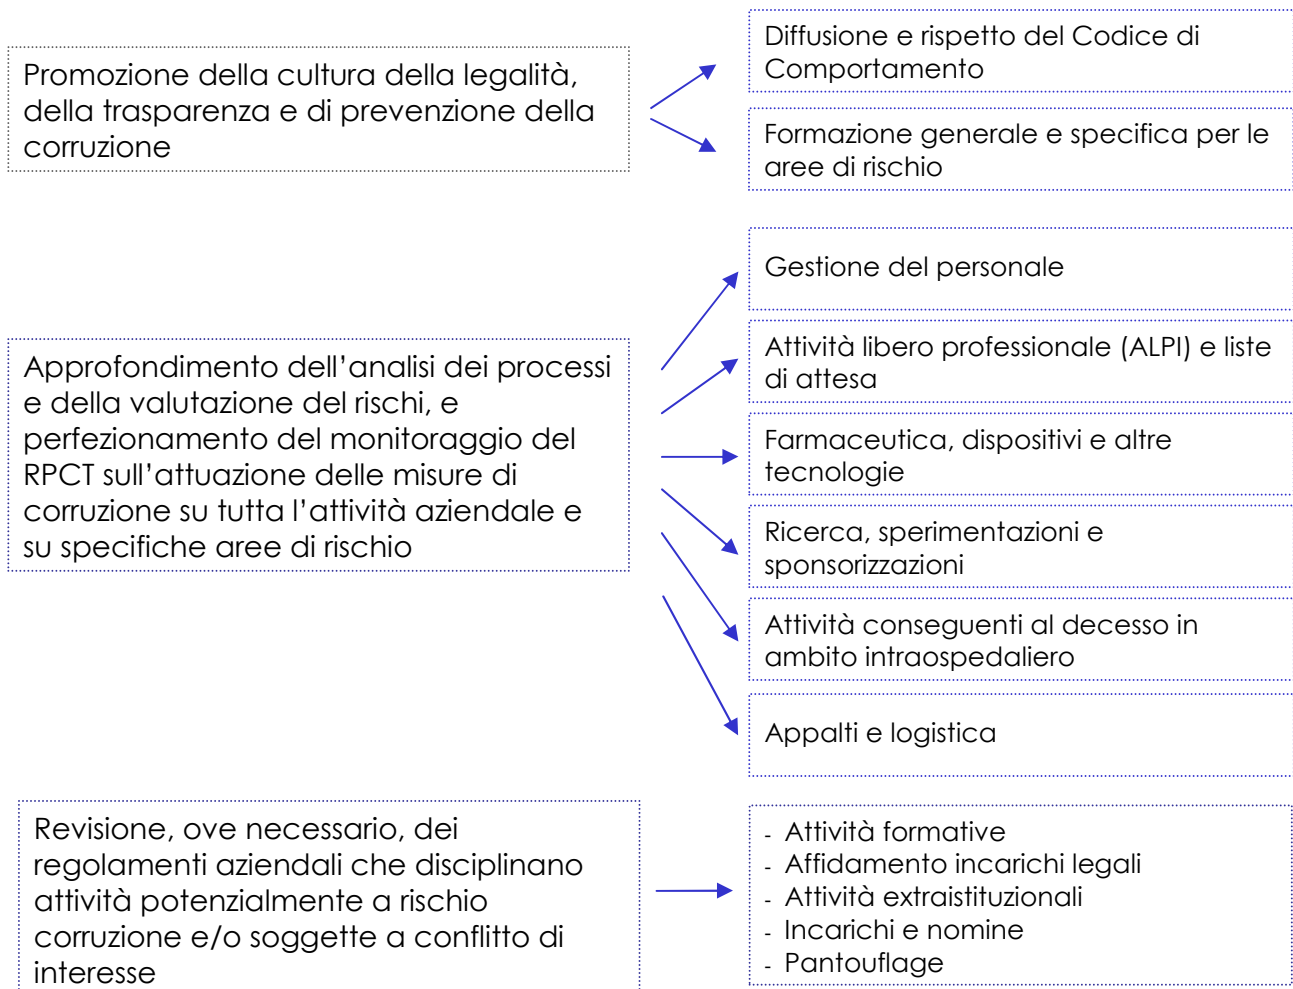 Promozione della cultura della legalità,
della trasparenza e di prevenzione della
corruzione
Diffusione e rispetto del Codice di
Comportamento
Formazione generale e specifica per le
aree di rischio
Approfondimento dell’analisi dei processi
e della valutazione del rischi, e
perfezionamento del monitoraggio del
RPCT sull’attuazione delle misure di
corruzione su tutta l’attività aziendale e
su specifiche aree di rischio
Gestione del personale
Attività libero professionale (ALPI) e liste
di attesa
Farmaceutica, dispositivi e altre
tecnologie
Ricerca, sperimentazioni e
sponsorizzazioni
Attività conseguenti al decesso in
ambito intraospedaliero
Appalti e logistica
Revisione, ove necessario, dei
regolamenti aziendali che disciplinano
attività potenzialmente a rischio
corruzione e/o soggette a conflitto di
interesse
- Attività formative
- Affidamento incarichi legali
- Attività extraistituzionali
- Incarichi e nomine
- Pantouflage